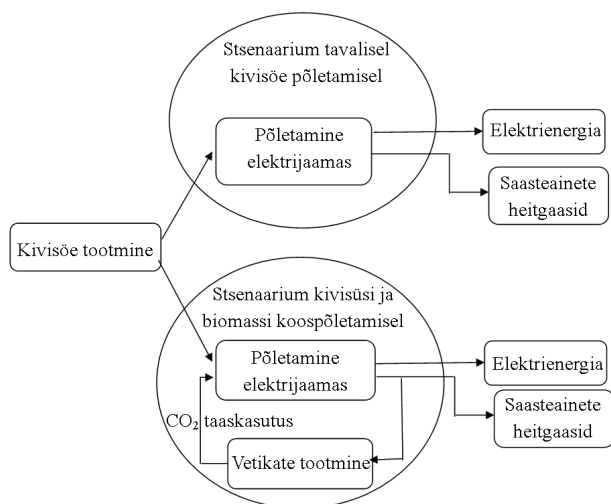 Stsenaarium tavalisel
kivisöe põletamisel
Põletamine
elektrijaamas
Elektrienergia
Saasteainete
heitgaasid
Kivisöe tootmine
Stsenaarium kivisüsi ja
biomassi koospõletamisel
Põletamine
elektrijaamas
Elektrienergia
Saasteainete
heitgaasid
CO₂ taaskasutus
Vetikate tootmine